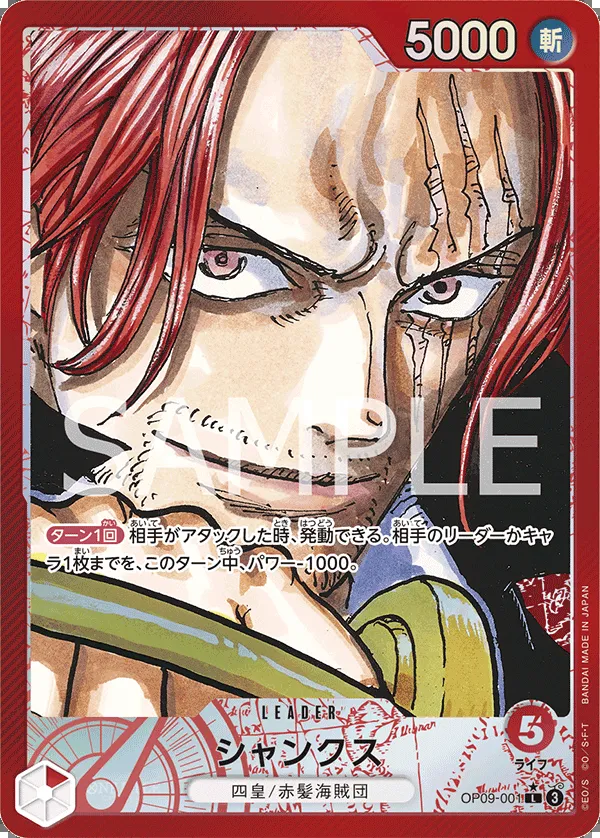 5000 斬
SAMPLE
ターン1回 相手がアタックした時、発動できる。相手のリーダーかキャ
ラ1枚までを、このターン中、パワー-1000。
LEADER
シャンクス
四皇/赤髪海賊団
5
ライフ
OP09-001 L 3
©E.O/S ©O/S・F・T BANDAI MADE IN JAPAN